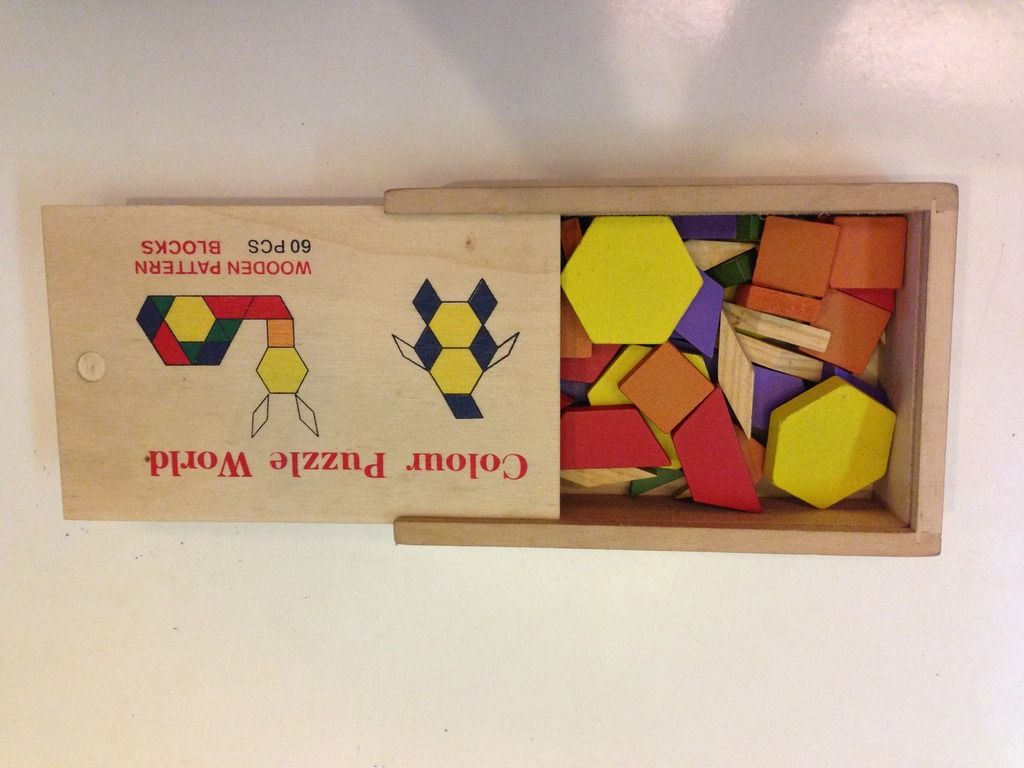 Colour Puzzle World
WOODEN PATTERN
BLOCKS 60 PCS